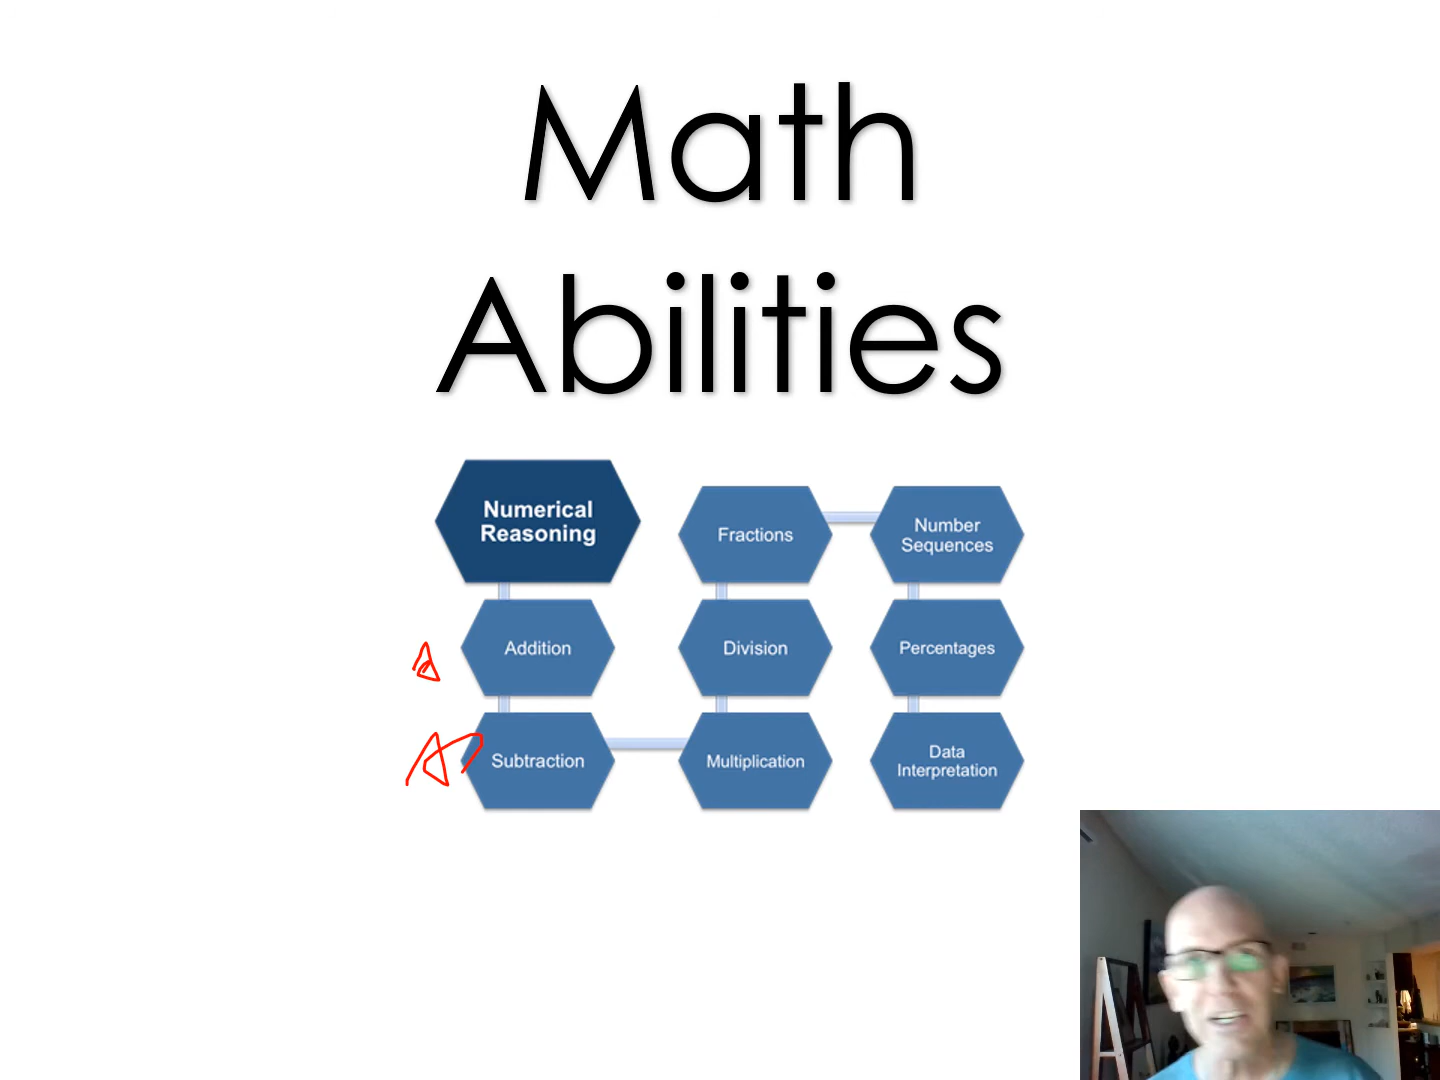 Math
Abilities
Numerical
Reasoning
Addition
Subtraction
Fractions
Division
Multiplication
Number
Sequences
Percentages
Data
Interpretation